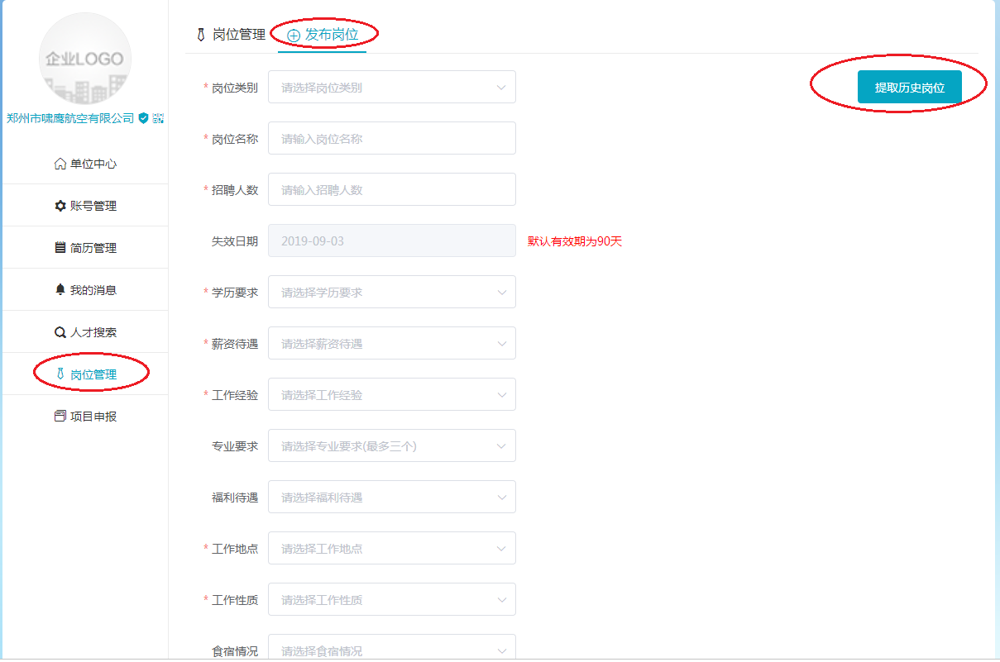 企业LOGO
郑州市啸鹰航空有限公司
单位中心
账号管理
简历管理
我的消息
人才搜索
岗位管理
项目申报
岗位管理 发布岗位
提取历史岗位
* 岗位类别 请选择岗位类别
* 岗位名称 请输入岗位名称
* 招聘人数 请输入招聘人数
失效日期 2019-09-03 默认有效期为90天
* 学历要求 请选择学历要求
* 薪资待遇 请选择薪资待遇
* 工作经验 请选择工作经验
专业要求 请选择专业要求(最多三个)
福利待遇 请选择福利待遇
* 工作地点 请选择工作地点
* 工作性质 请选择工作性质
食宿情况 请选择食宿情况